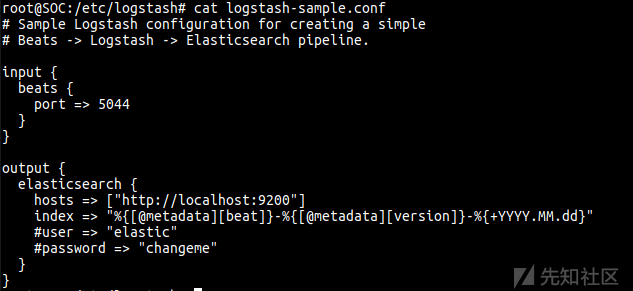 root@SOC:/etc/logstash# cat logstash-sample.conf
# Sample Logstash configuration for creating a simple
# Beats -> Logstash -> Elasticsearch pipeline.

input {
  beats {
    port => 5044
  }
}

output {
  elasticsearch {
    hosts => ["http://localhost:9200"]
    index => "%{[@metadata][beat]}-%{[@metadata][version]}-%{+YYYY.MM.dd}"
    #user => "elastic"
    #password => "changeme"
  }
}
先知社区